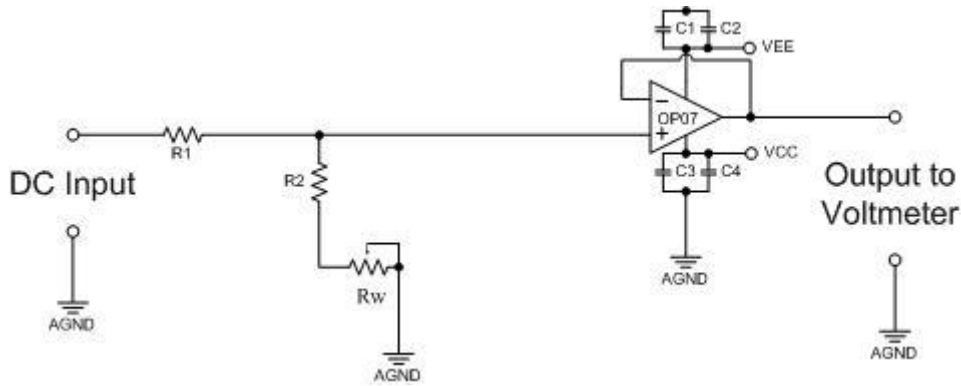 C1
C2
VEE
OP07
R1
VCC
DC Input
R2
C3
C4
Output to
Voltmeter
Rw
AGND
AGND
AGND
AGND